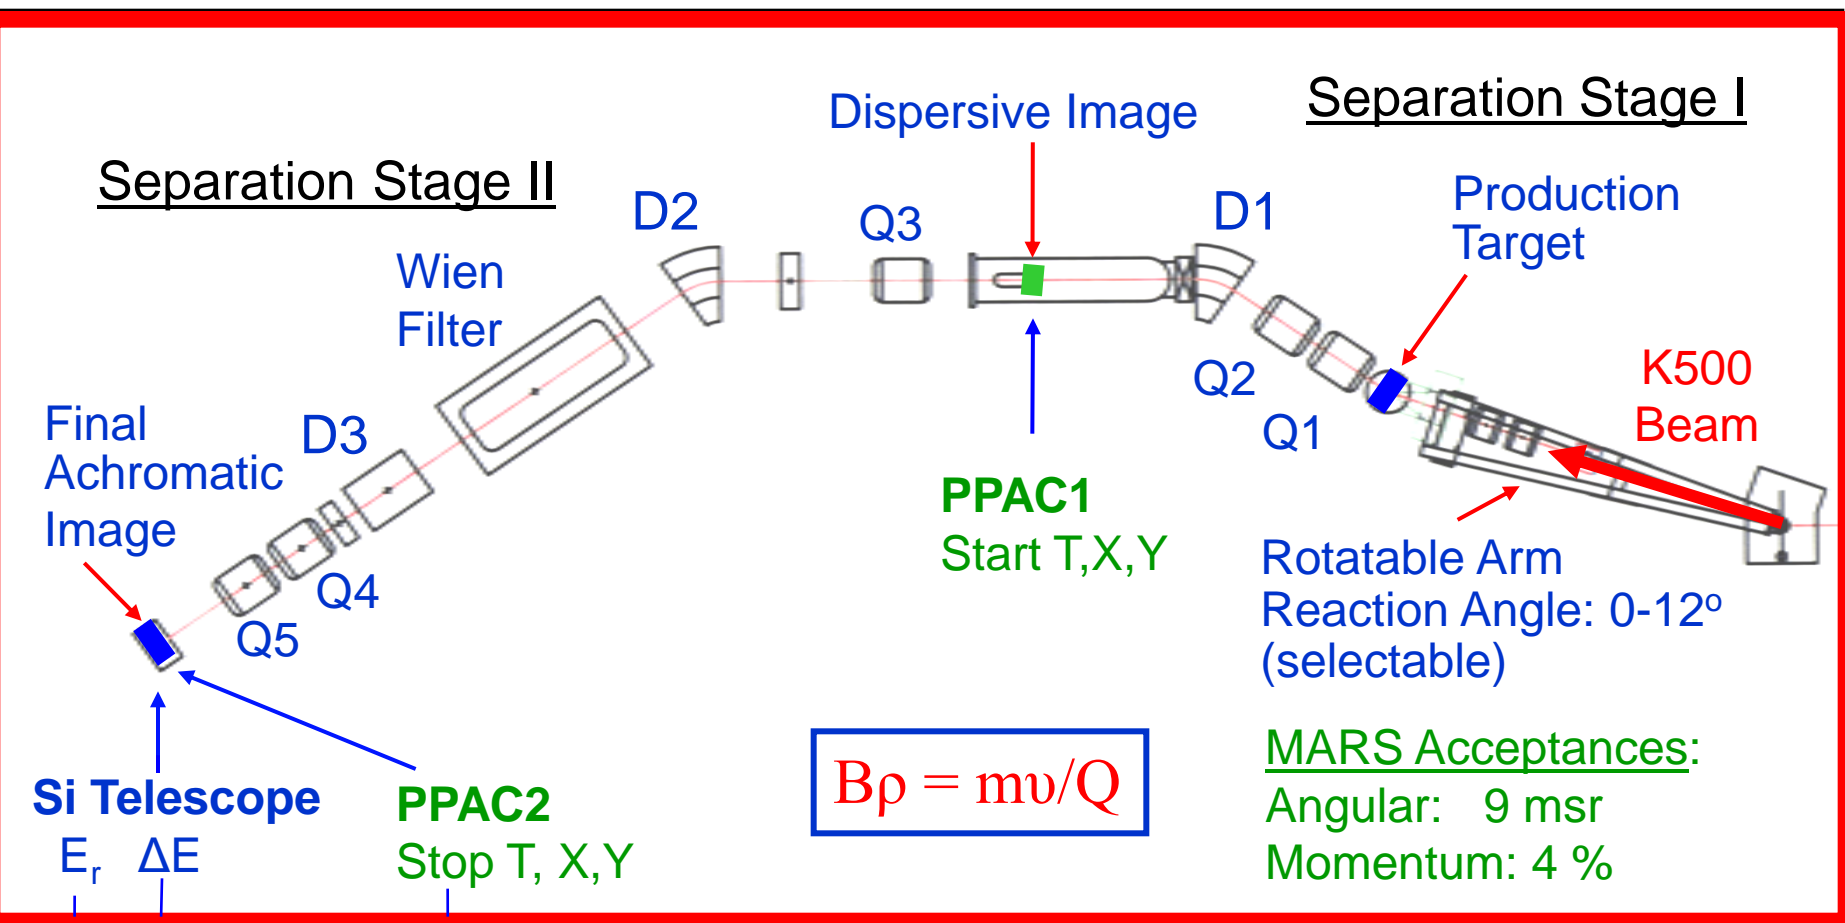 Separation Stage I
Dispersive Image
Separation Stage II
Production
Target
D2
Q3
D1
Wien
Filter
K500
Beam
Q2
Q1
Final
Achromatic
Image
D3
PPAC1
Start T,X,Y
Rotatable Arm
Reaction Angle: 0-12º
(selectable)
Q4
Q5
Si Telescope
Er ΔE
PPAC2
Stop T, X,Y
Bρ = mυ/Q
MARS Acceptances:
Angular: 9 msr
Momentum: 4 %